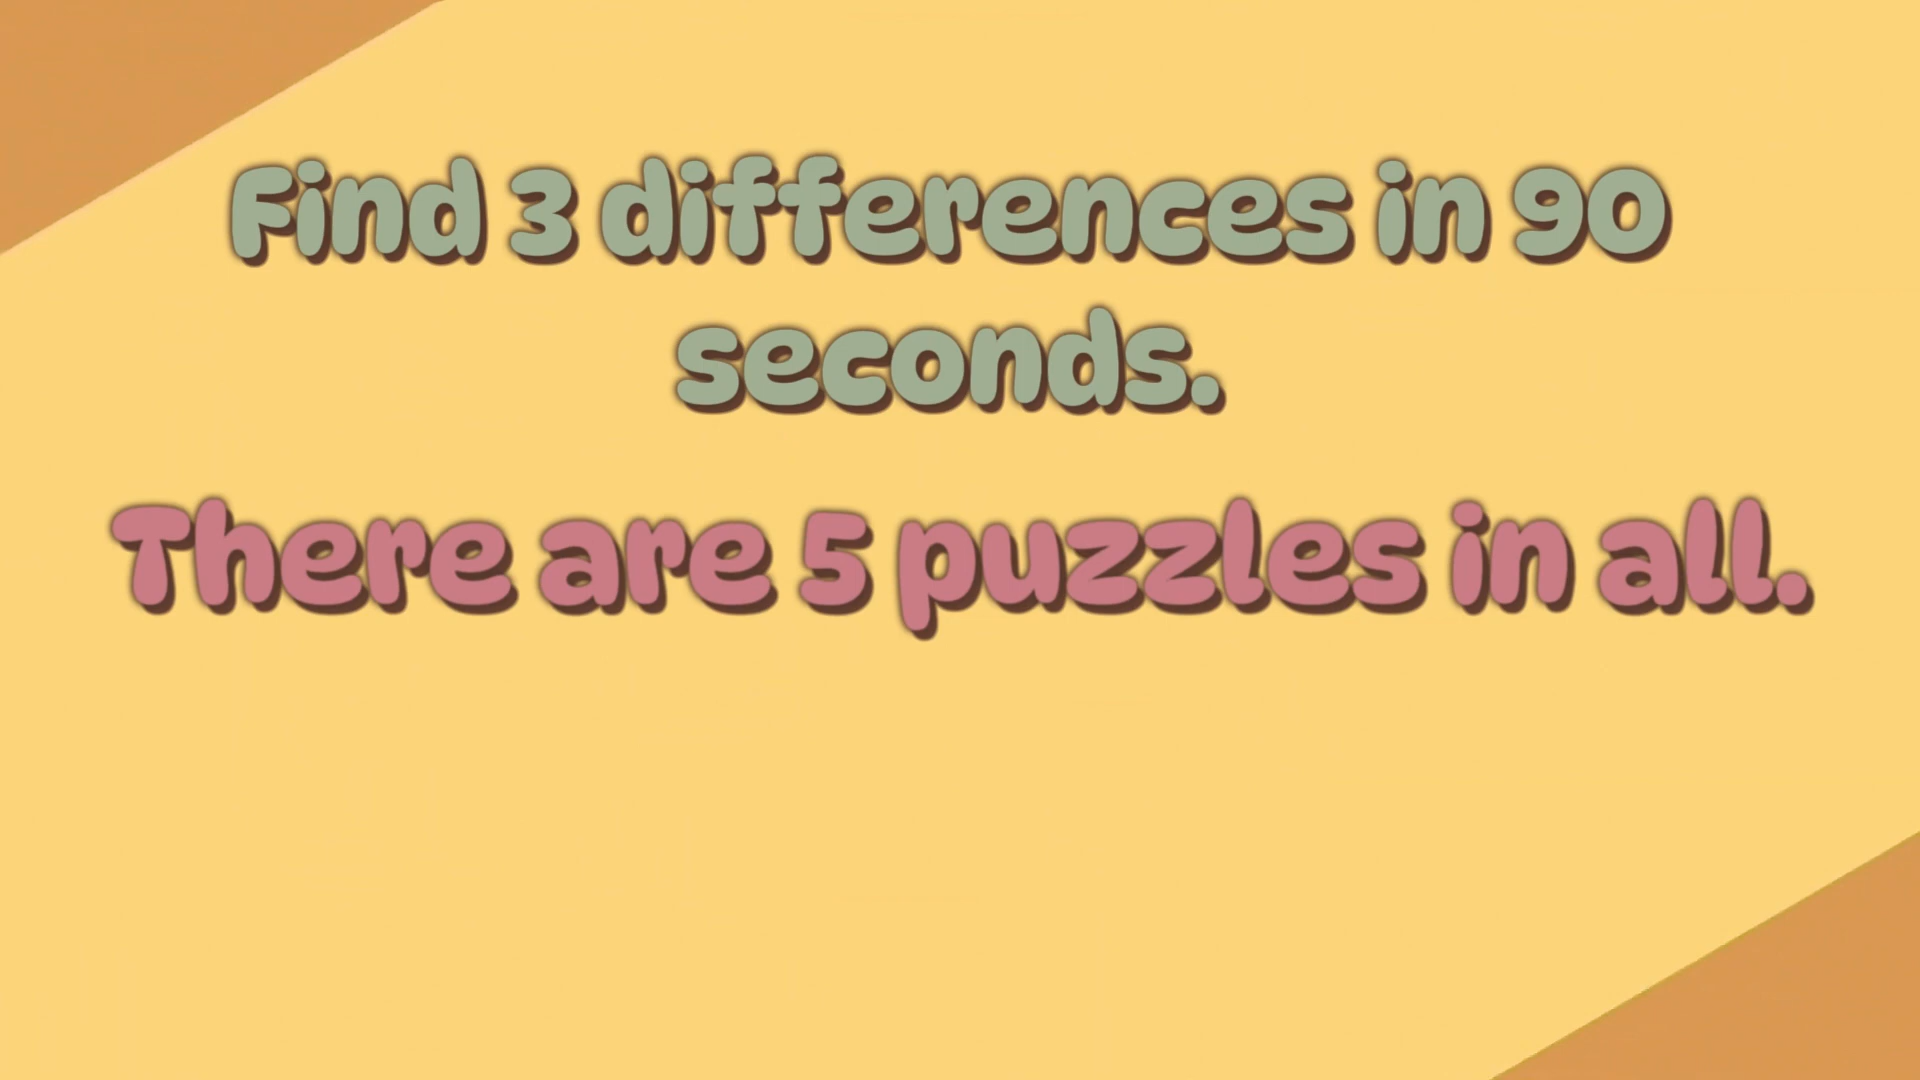 Find 3 differences in 90
seconds.
There are 5 puzzles in all.